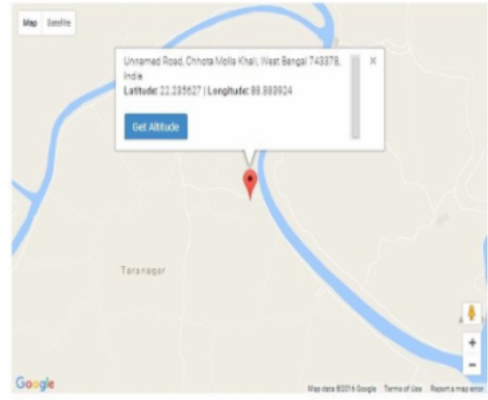 Map Satellite
Unnamed Road, Chhota Molla Khali, West Bengal 743378,
India
Latitude: 22.235627 | Longitude: 88.883924
Get Altitude
Taranagar
Google
Map data ©2016 Google Terms of Use Report a map error